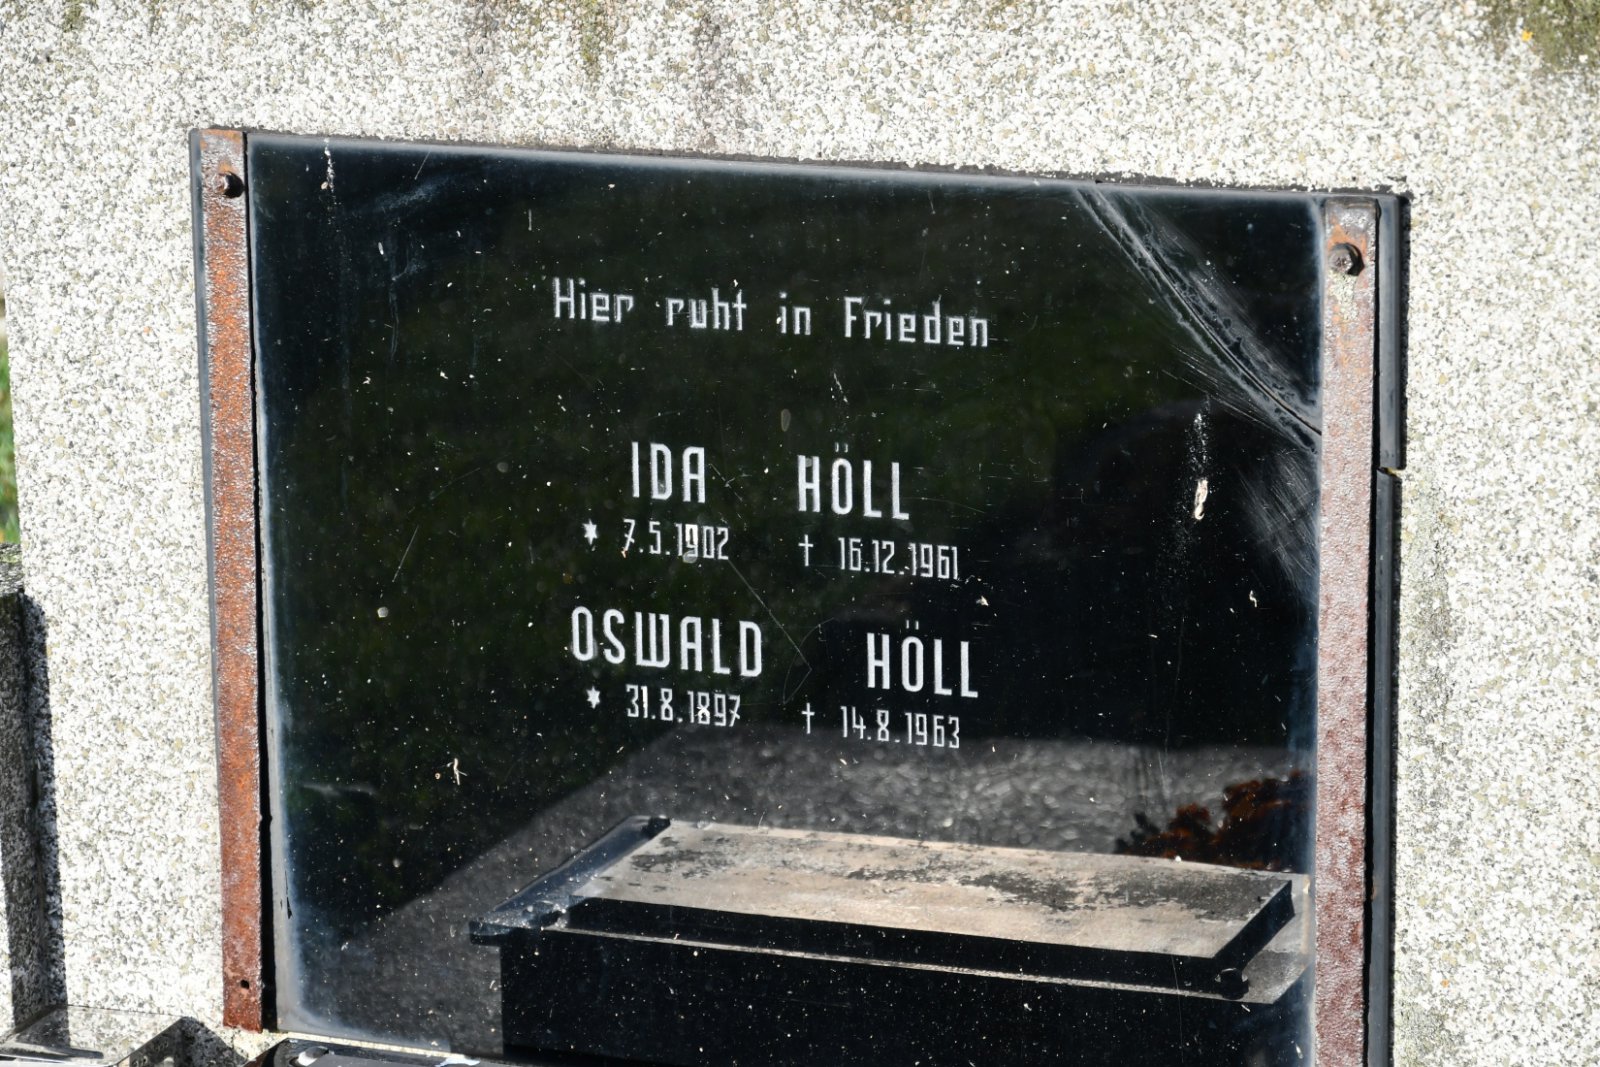 Hier ruht in Frieden
IDA HÖLL
* 7.5.1902 † 16.12.1961
OSWALD HÖLL
* 31.8.1897 † 14.8.1963